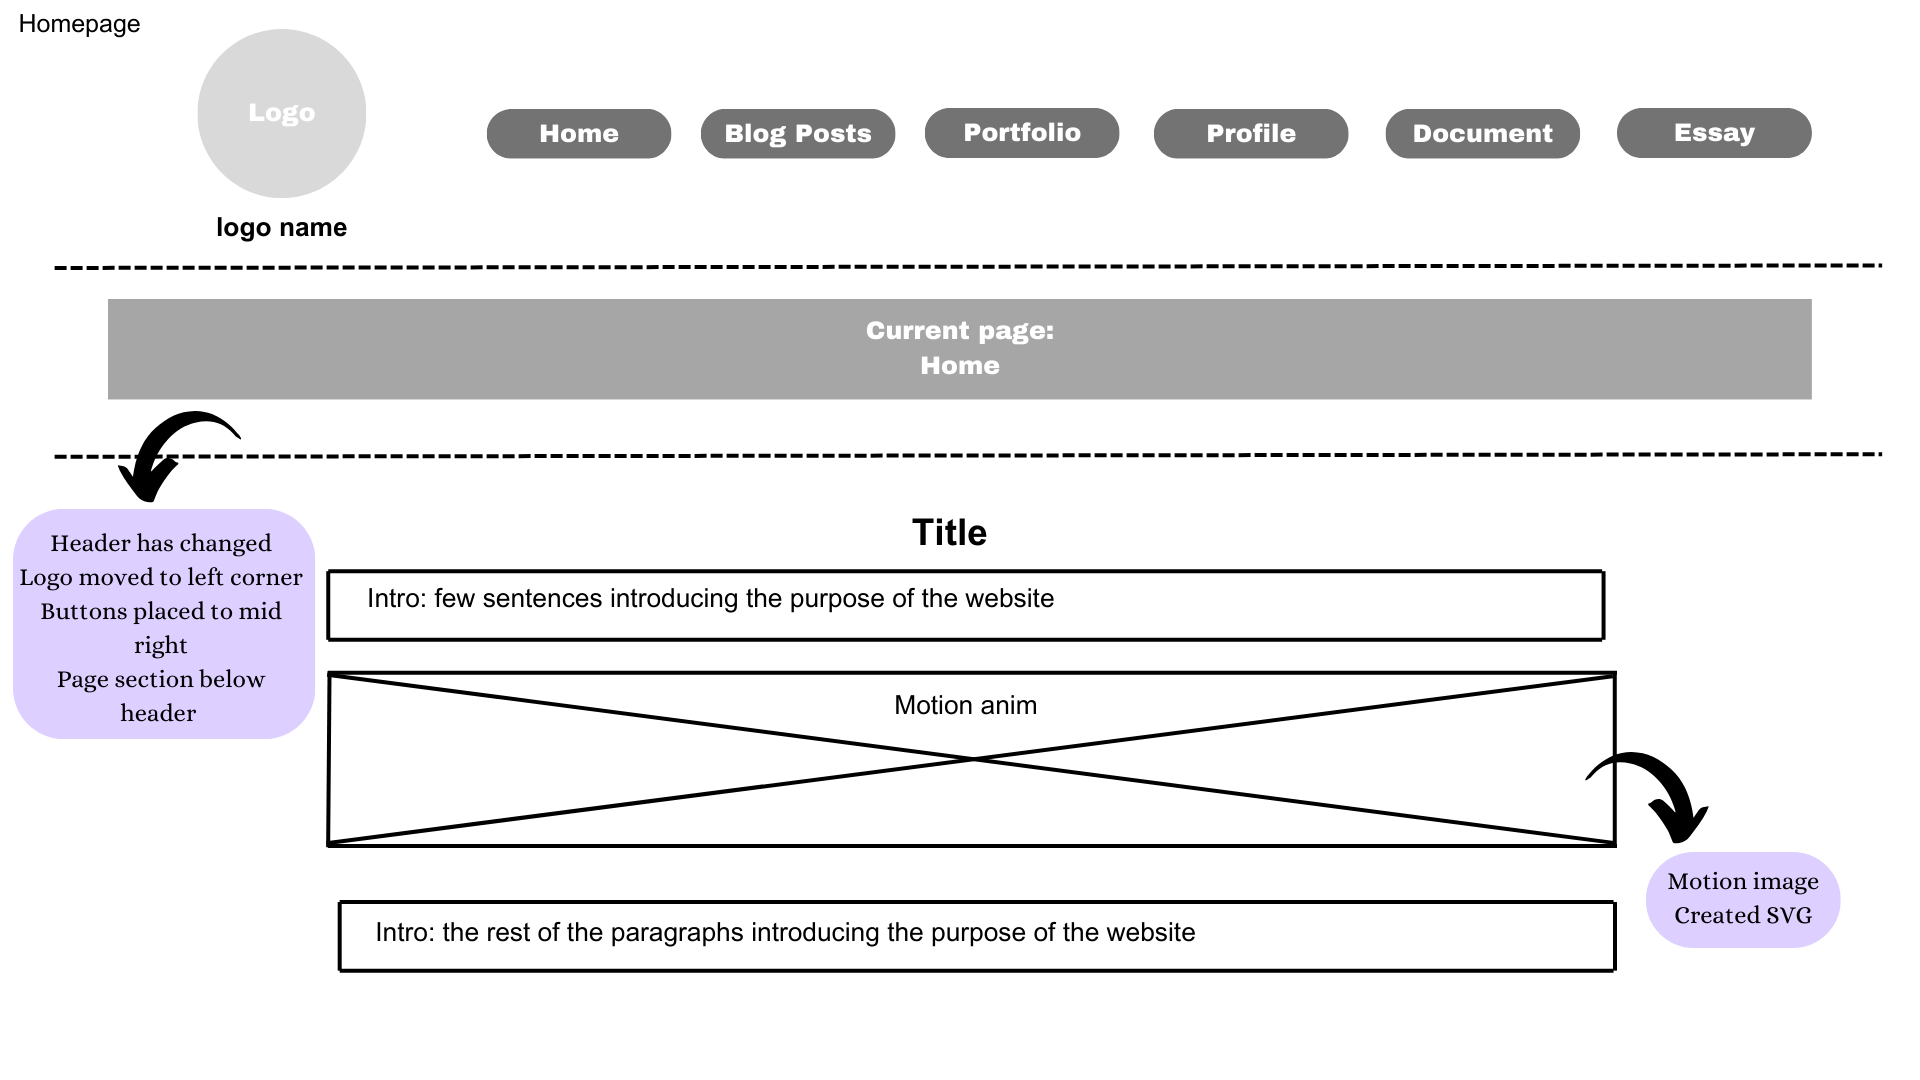 Homepage
Logo
logo name
Home
Blog Posts
Portfolio
Profile
Document
Essay
Current page:
Home
Header has changed
Logo moved to left corner
Buttons placed to mid
right
Page section below
header
Title
Intro: few sentences introducing the purpose of the website
Motion anim
Motion image
Created SVG
Intro: the rest of the paragraphs introducing the purpose of the website